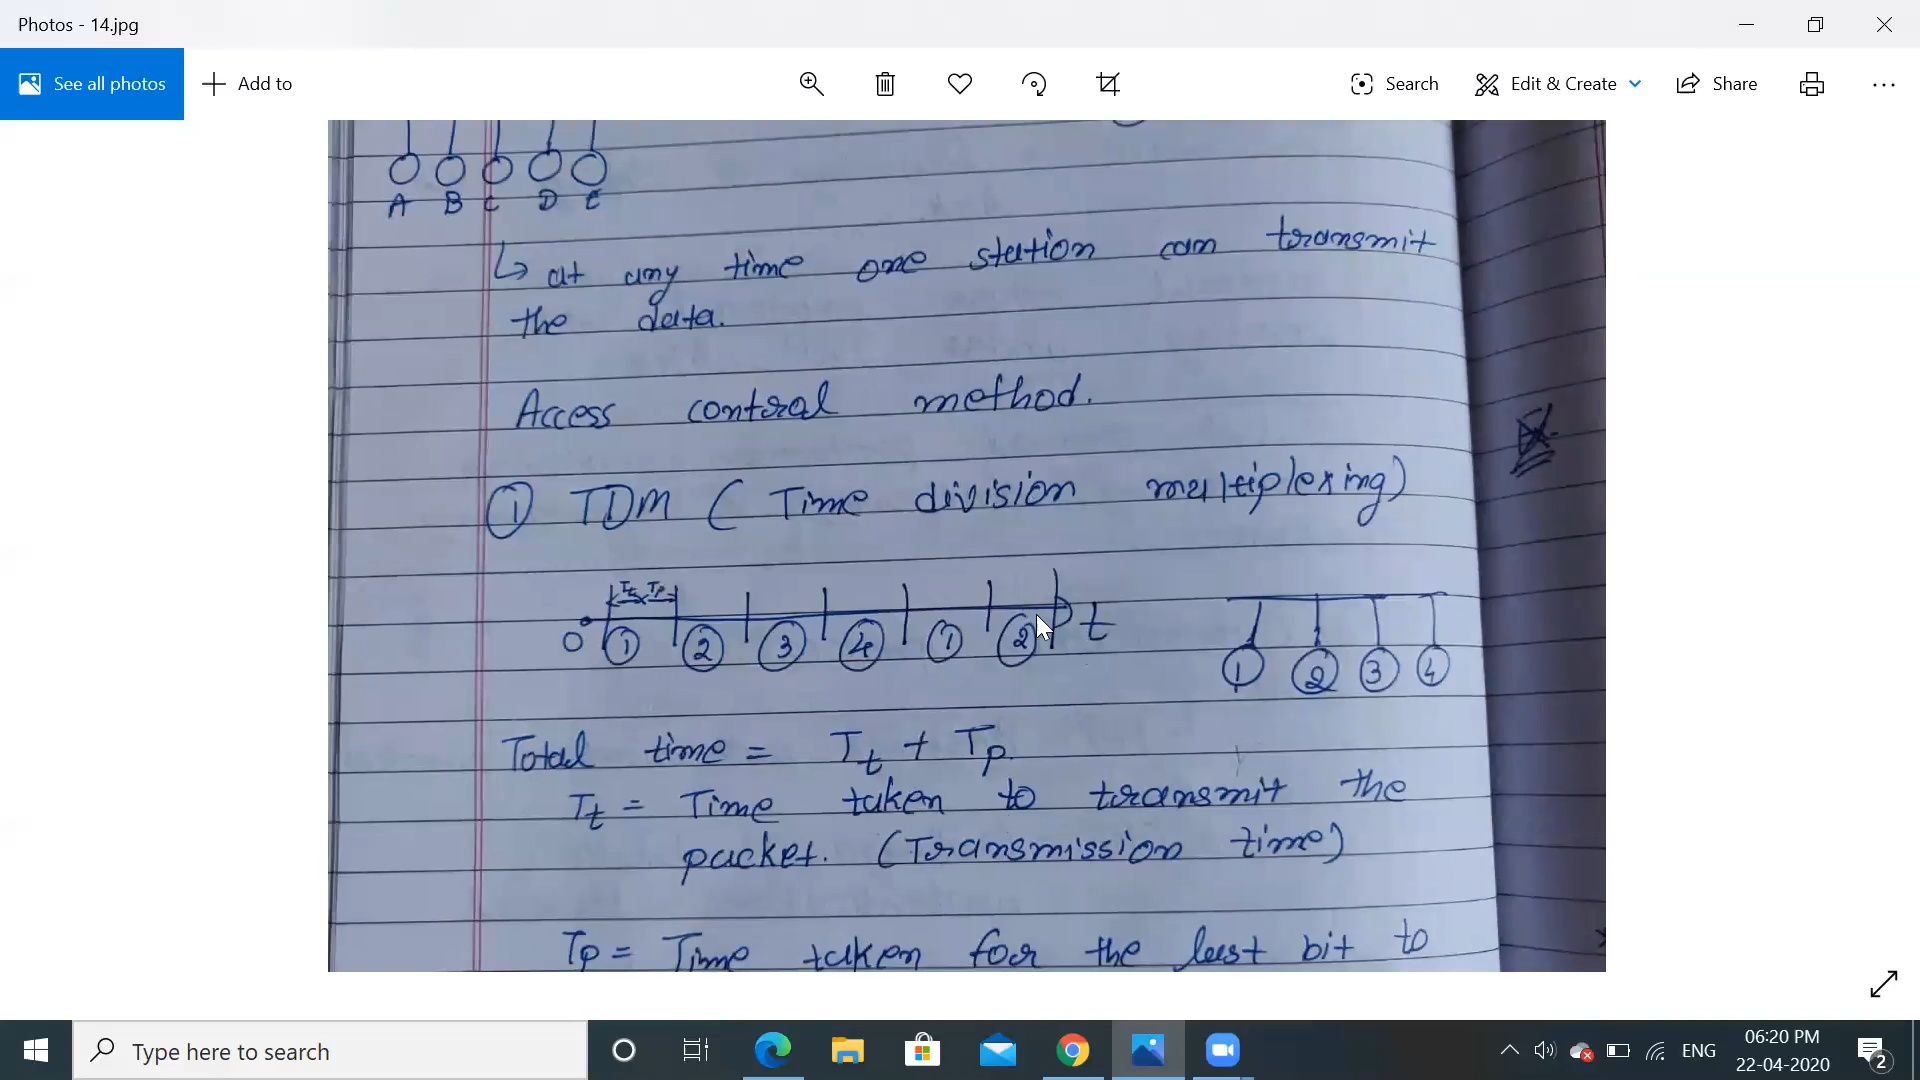 Photos - 14.jpg
See all photos
Add to
Search
Edit & Create
Share
A B C D E
↳ at any time one station can transmit
the data.
Access contral method.
① TDM ( Time division multiplexing)
Tt Tp
0 ① ② ③ ④ ① ② t
① ② ③ ④
Total time = Tt + Tp.
Tt = Time taken to transmit the
packet. (Transmission time)
Tp = Time taken for the last bit to
Type here to search
ENG
06:20 PM
22-04-2020
2